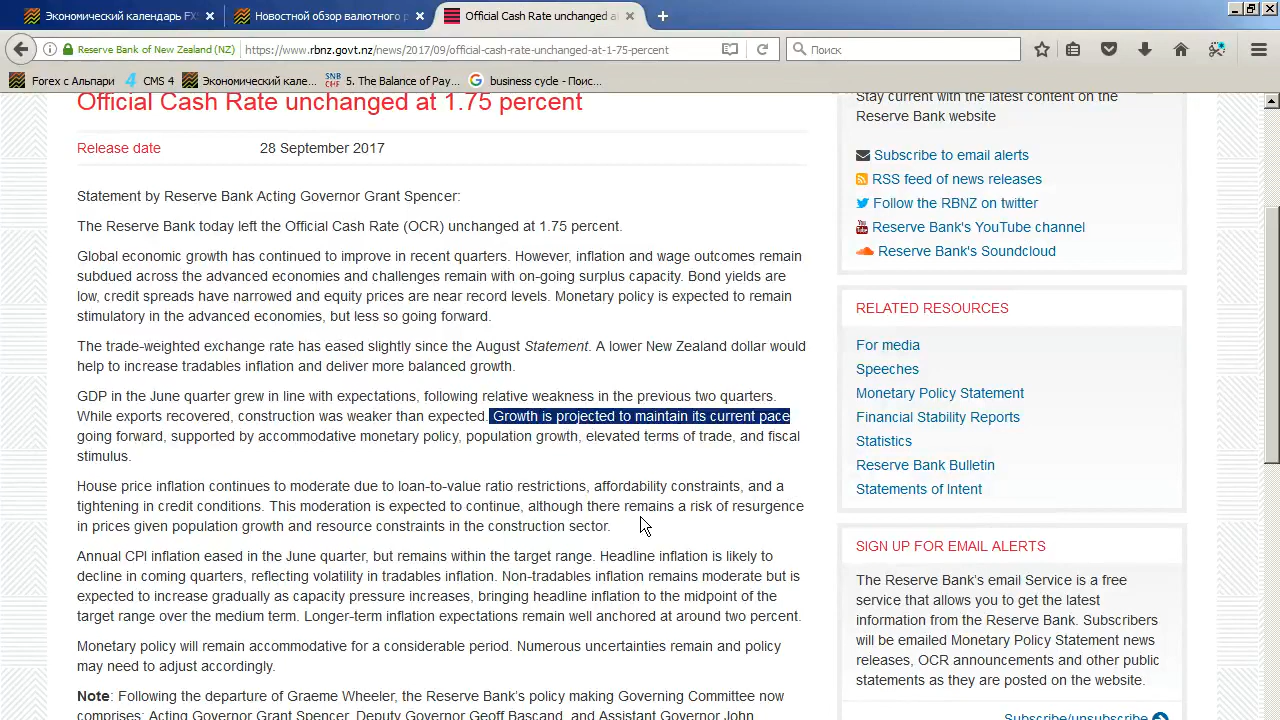 Экономический календарь FX
Новостной обзор валютного р
Official Cash Rate unchanged a
Reserve Bank of New Zealand (NZ)
https://www.rbnz.govt.nz/news/2017/09/official-cash-rate-unchanged-at-1-75-percent
Поиск
Forex с Альпари
CMS 4
Экономический кале...
SNB CHF
5. The Balance of Pay...
business cycle - Поис...
Official Cash Rate unchanged at 1.75 percent
Release date 28 September 2017
Statement by Reserve Bank Acting Governor Grant Spencer:
The Reserve Bank today left the Official Cash Rate (OCR) unchanged at 1.75 percent.
Global economic growth has continued to improve in recent quarters. However, inflation and wage outcomes remain
subdued across the advanced economies and challenges remain with on-going surplus capacity. Bond yields are
low, credit spreads have narrowed and equity prices are near record levels. Monetary policy is expected to remain
stimulatory in the advanced economies, but less so going forward.
The trade-weighted exchange rate has eased slightly since the August Statement. A lower New Zealand dollar would
help to increase tradables inflation and deliver more balanced growth.
GDP in the June quarter grew in line with expectations, following relative weakness in the previous two quarters.
While exports recovered, construction was weaker than expected. Growth is projected to maintain its current pace
going forward, supported by accommodative monetary policy, population growth, elevated terms of trade, and fiscal
stimulus.
House price inflation continues to moderate due to loan-to-value ratio restrictions, affordability constraints, and a
tightening in credit conditions. This moderation is expected to continue, although there remains a risk of resurgence
in prices given population growth and resource constraints in the construction sector.
Annual CPI inflation eased in the June quarter, but remains within the target range. Headline inflation is likely to
decline in coming quarters, reflecting volatility in tradables inflation. Non-tradables inflation remains moderate but is
expected to increase gradually as capacity pressure increases, bringing headline inflation to the midpoint of the
target range over the medium term. Longer-term inflation expectations remain well anchored at around two percent.
Monetary policy will remain accommodative for a considerable period. Numerous uncertainties remain and policy
may need to adjust accordingly.
Note: Following the departure of Graeme Wheeler, the Reserve Bank's policy making Governing Committee now
comprises: Acting Governor Grant Spencer, Deputy Governor Geoff Bascand, and Assistant Governor John
Stay current with the latest content on the
Reserve Bank website
Subscribe to email alerts
RSS feed of news releases
Follow the RBNZ on twitter
Reserve Bank's YouTube channel
Reserve Bank's Soundcloud
RELATED RESOURCES
For media
Speeches
Monetary Policy Statement
Financial Stability Reports
Statistics
Reserve Bank Bulletin
Statements of Intent
SIGN UP FOR EMAIL ALERTS
The Reserve Bank's email Service is a free
service that allows you to get the latest
information from the Reserve Bank. Subscribers
will be emailed Monetary Policy Statement news
releases, OCR announcements and other public
statements as they are posted on the website.
Subscribe/unsubscribe